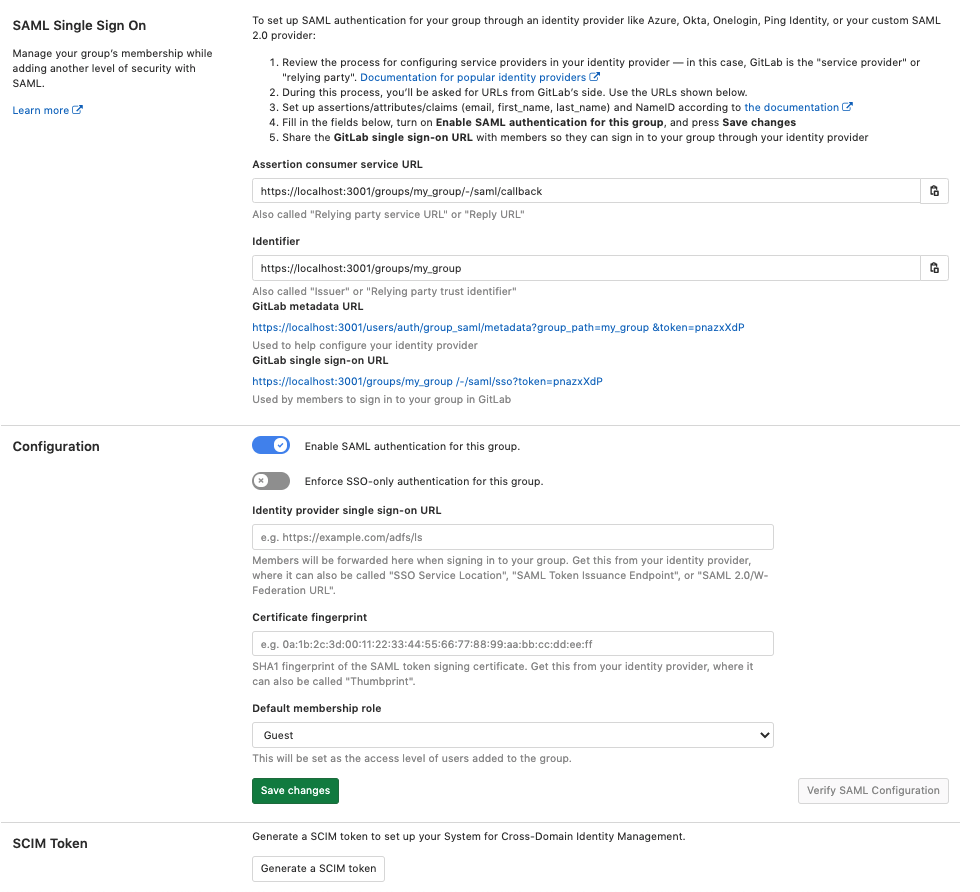 SAML Single Sign On
Manage your group's membership while
adding another level of security with
SAML.
Learn more
To set up SAML authentication for your group through an identity provider like Azure, Okta, Onelogin, Ping Identity, or your custom SAML
2.0 provider:
1. Review the process for configuring service providers in your identity provider — in this case, GitLab is the "service provider" or
"relying party". Documentation for popular identity providers
2. During this process, you'll be asked for URLs from GitLab's side. Use the URLs shown below.
3. Set up assertions/attributes/claims (email, first_name, last_name) and NameID according to the documentation
4. Fill in the fields below, turn on Enable SAML authentication for this group, and press Save changes
5. Share the GitLab single sign-on URL with members so they can sign in to your group through your identity provider
Assertion consumer service URL
https://localhost:3001/groups/my_group/-/saml/callback
Also called "Relying party service URL" or "Reply URL"
Identifier
https://localhost:3001/groups/my_group
Also called "Issuer" or "Relying party trust identifier"
GitLab metadata URL
https://localhost:3001/users/auth/group_saml/metadata?group_path=my_group &token=pnazxXdP
Used to help configure your identity provider
GitLab single sign-on URL
https://localhost:3001/groups/my_group /-/saml/sso?token=pnazxXdP
Used by members to sign in to your group in GitLab
Configuration
Enable SAML authentication for this group.
Enforce SSO-only authentication for this group.
Identity provider single sign-on URL
e.g. https://example.com/adfs/ls
Members will be forwarded here when signing in to your group. Get this from your identity provider,
where it can also be called "SSO Service Location", "SAML Token Issuance Endpoint", or "SAML 2.0/W-
Federation URL".
Certificate fingerprint
e.g. 0a:1b:2c:3d:00:11:22:33:44:55:66:77:88:99:aa:bb:cc:dd:ee:ff
SHA1 fingerprint of the SAML token signing certificate. Get this from your identity provider, where it
can also be called "Thumbprint".
Default membership role
Guest
This will be set as the access level of users added to the group.
Save changes
Verify SAML Configuration
SCIM Token
Generate a SCIM token to set up your System for Cross-Domain Identity Management.
Generate a SCIM token